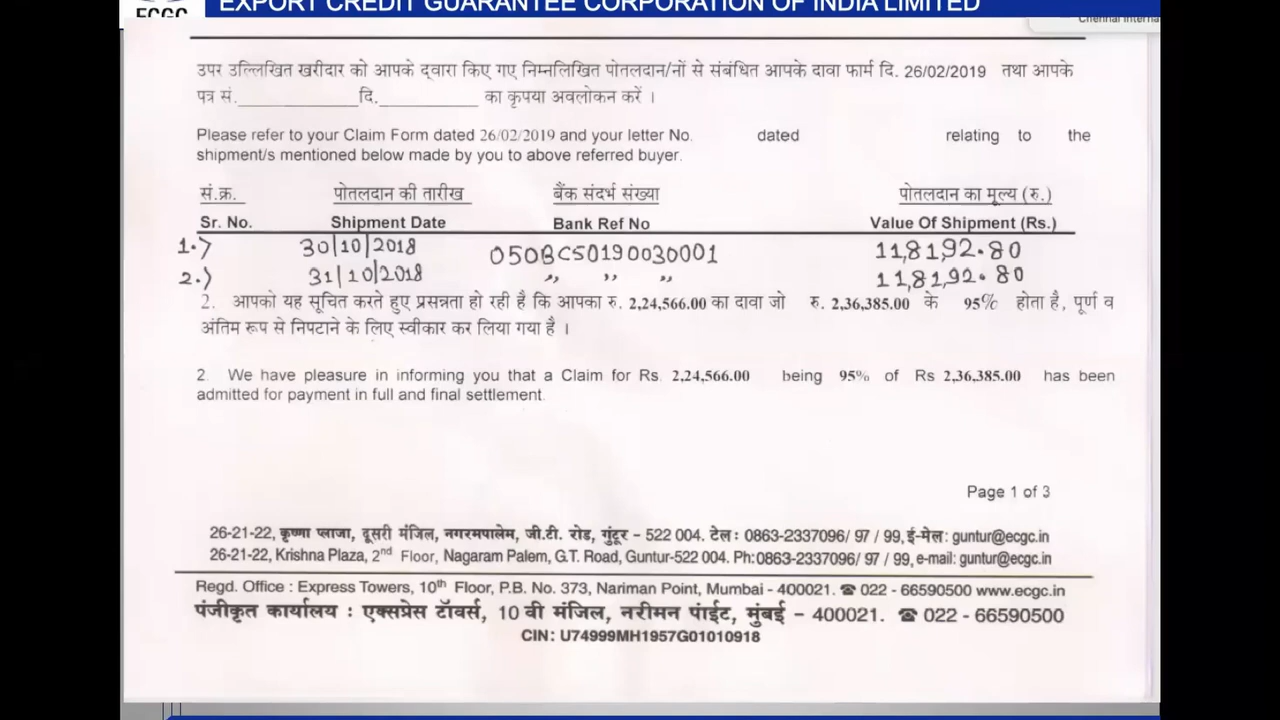 ECGC
EXPORT CREDIT GUARANTEE CORPORATION OF INDIA LIMITED
उपर उल्लिखित खरीदार को आपके द्वारा किए गए निम्नलिखित पोतलदान/नों से संबंधित आपके दावा फार्म दि. 26/02/2019 तथा आपके
पत्र सं.______________दि.____________ का कृपया अवलोकन करें ।
Please refer to your Claim Form dated 26/02/2019 and your letter No. dated relating to the
shipment/s mentioned below made by you to above referred buyer.
सं.क्र. पोतलदान की तारीख बैंक संदर्भ संख्या पोतलदान का मूल्य (रु.)
Sr. No. Shipment Date Bank Ref No Value Of Shipment (Rs.)
1.) 30|10|2018 050BCS0190030001 11,8192.80
2.) 31|10|2018 ,, ,, ,, 11,8192.80
2. आपको यह सूचित करते हुए प्रसन्नता हो रही है कि आपका रु. 2,24,566.00 का दावा जो रु. 2,36,385.00 के 95% होता है, पूर्ण व
अंतिम रूप से निपटाने के लिए स्वीकार कर लिया गया है ।
2. We have pleasure in informing you that a Claim for Rs. 2,24,566.00 being 95% of Rs 2,36,385.00 has been
admitted for payment in full and final settlement.
Page 1 of 3
26-21-22, कृष्णा प्लाजा, दूसरी मंजिल, नगरमपालेम, जी.टी. रोड, गुंटूर - 522 004. टेल: 0863-2337096/ 97 / 99, ई-मेल: guntur@ecgc.in
26-21-22, Krishna Plaza, 2nd Floor, Nagaram Palem, G.T. Road, Guntur-522 004. Ph:0863-2337096/ 97 / 99, e-mail: guntur@ecgc.in
Regd. Office : Express Towers, 10th Floor, P.B. No. 373, Nariman Point, Mumbai - 400021. ☎ 022 - 66590500 www.ecgc.in
पंजीकृत कार्यालय : एक्सप्रेस टॉवर्स, 10 वी मंजिल, नरीमन पांईट, मुंबई - 400021. ☎ 022 - 66590500
CIN: U74999MH1957G01010918